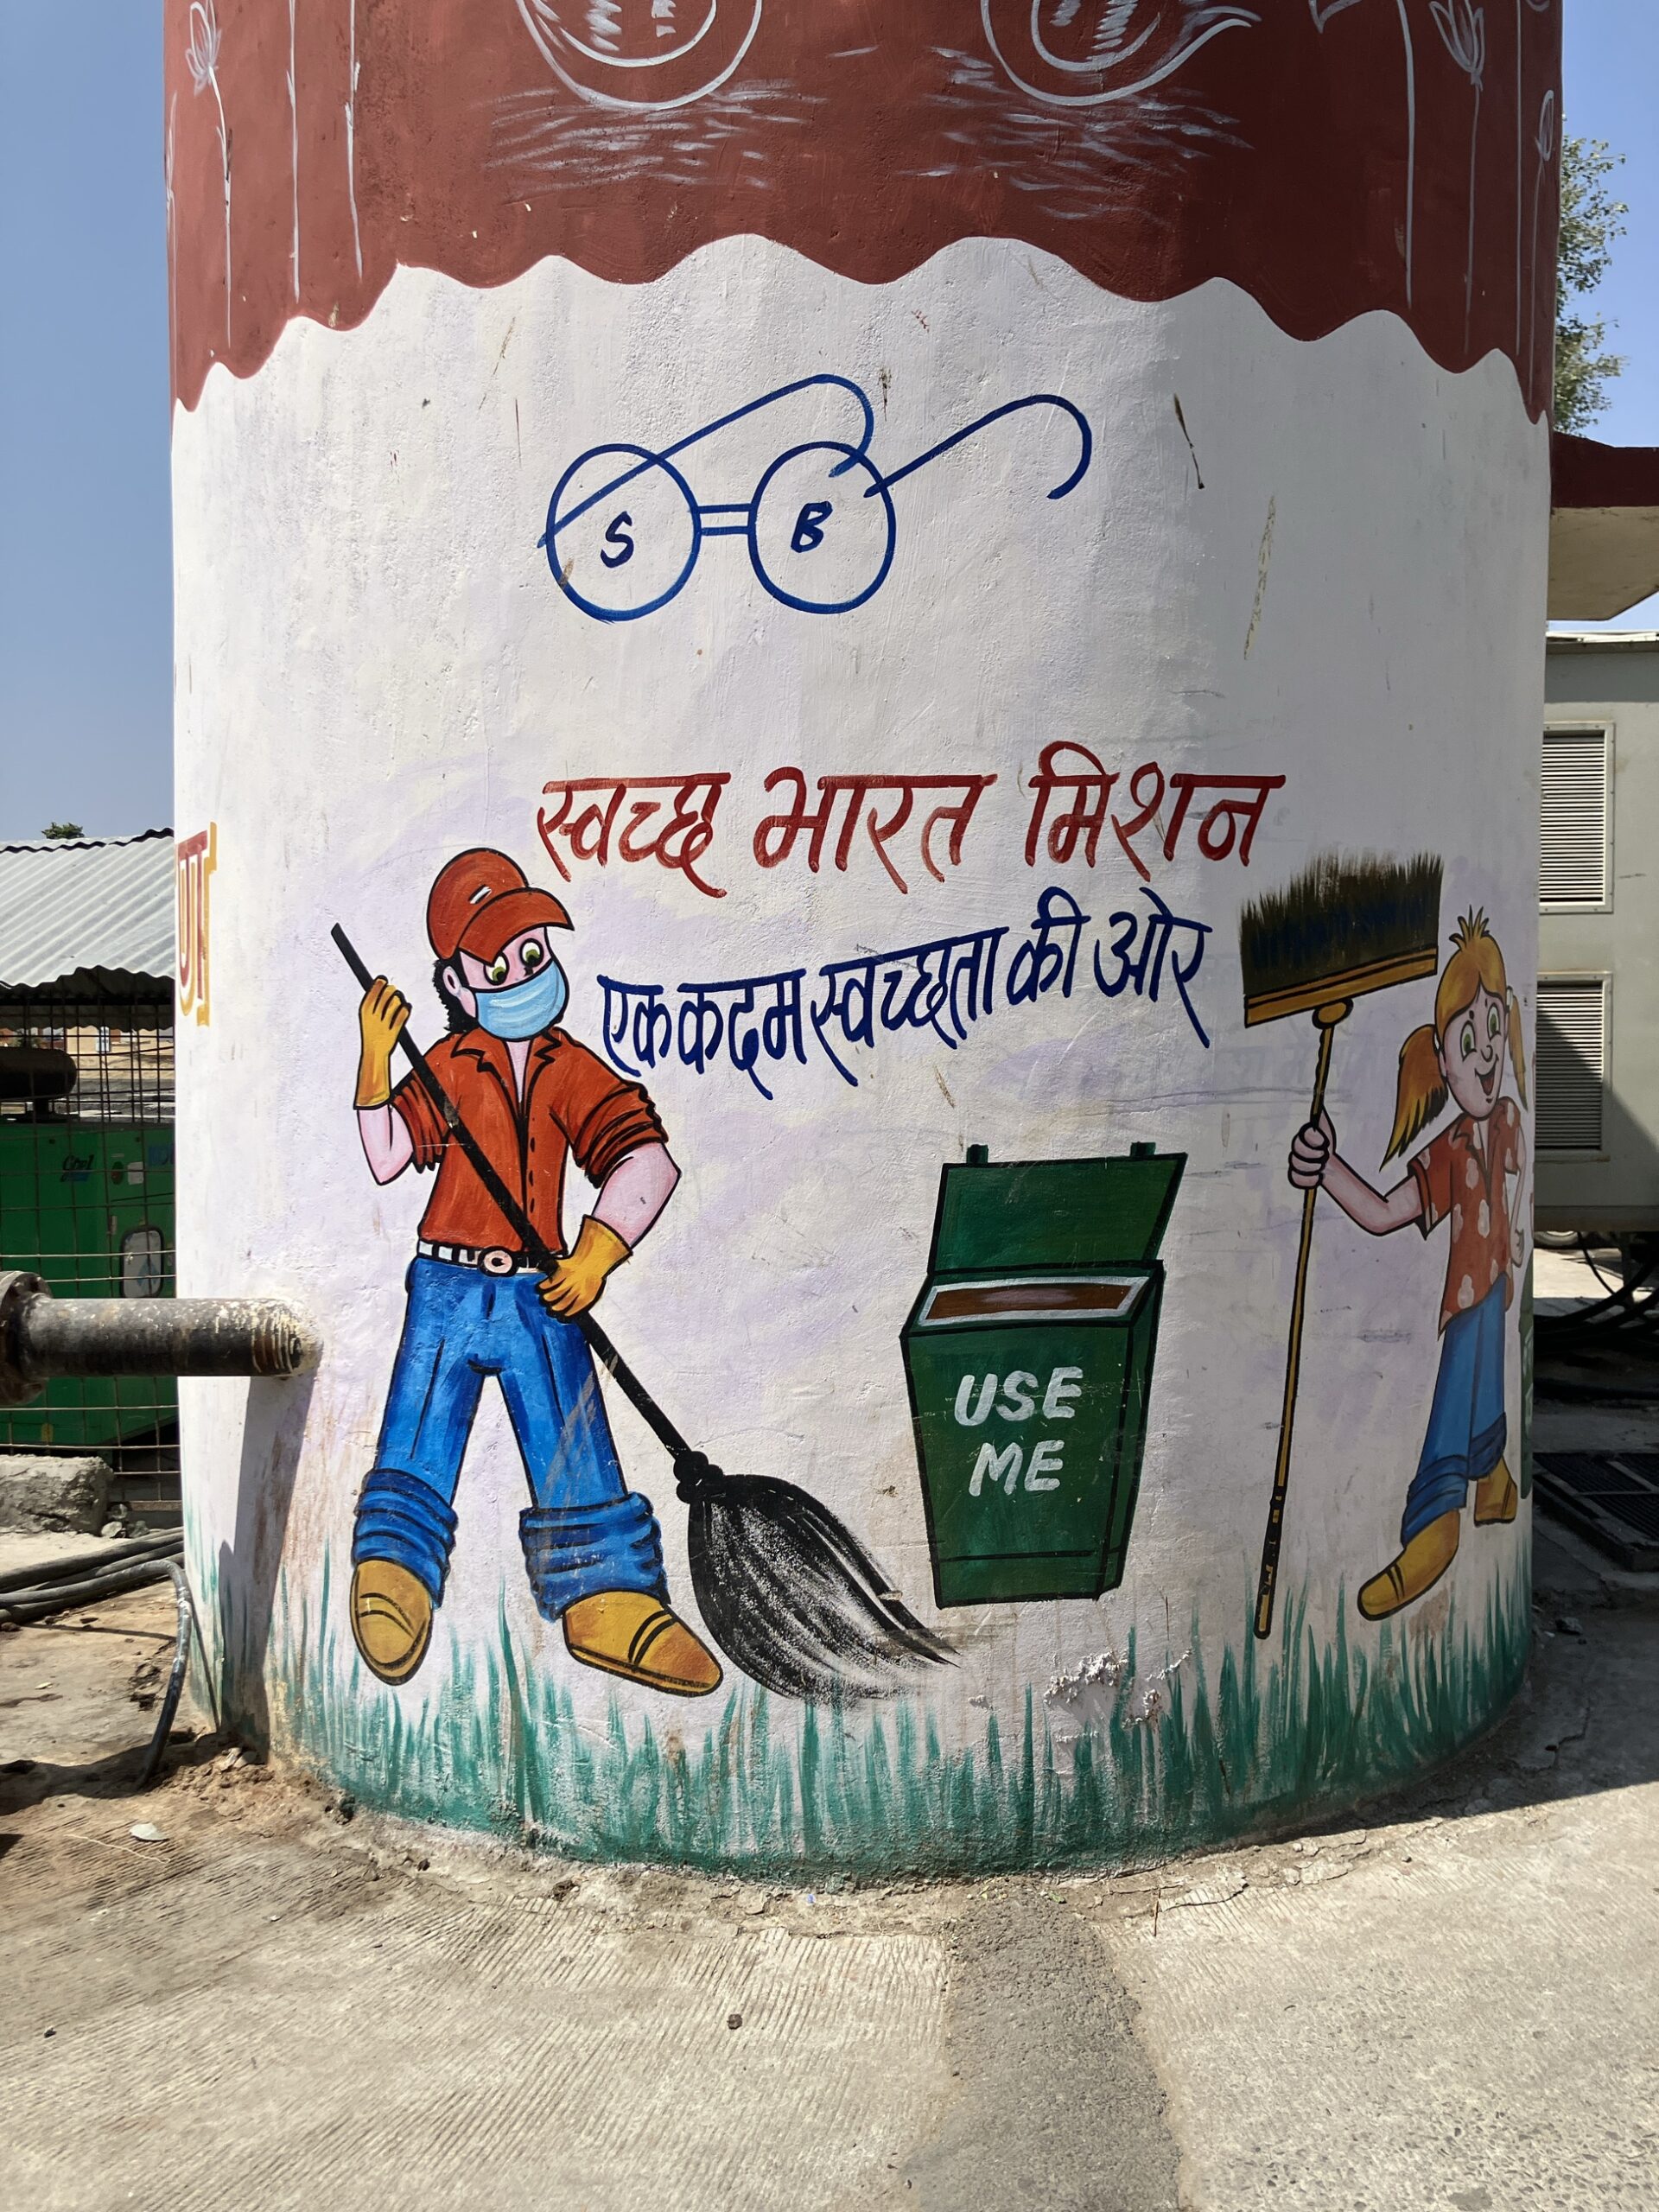 S B
स्वच्छ भारत मिशन
एक कदम स्वच्छता की ओर
USE
ME